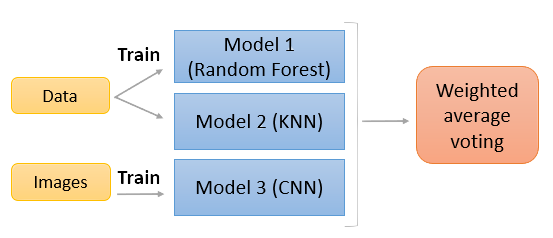 Train
Model 1
(Random Forest)
Data
Model 2 (KNN)
Weighted
average
voting
Images
Train
Model 3 (CNN)